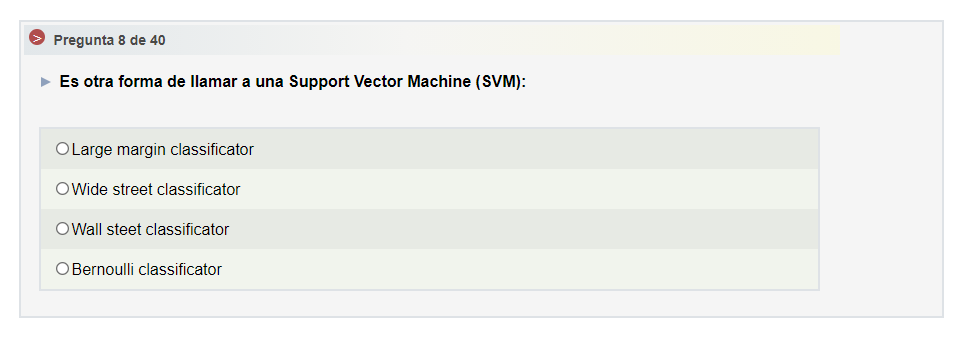 Pregunta 8 de 40
Es otra forma de llamar a una Support Vector Machine (SVM):
Large margin classificator
Wide street classificator
Wall steet classificator
Bernoulli classificator